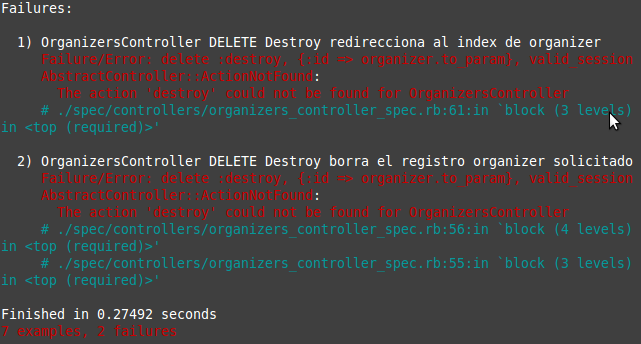 Failures:
1) OrganizersController DELETE Destroy redirecciona al index de organizer
Failure/Error: delete :destroy, {:id => organizer.to_param}, valid_session
AbstractController::ActionNotFound:
The action 'destroy' could not be found for OrganizersController
# ./spec/controllers/organizers_controller_spec.rb:61:in `block (3 levels)
in <top (required)>'
2) OrganizersController DELETE Destroy borra el registro organizer solicitado
Failure/Error: delete :destroy, {:id => organizer.to_param}, valid_session
AbstractController::ActionNotFound:
The action 'destroy' could not be found for OrganizersController
# ./spec/controllers/organizers_controller_spec.rb:56:in `block (4 levels)
in <top (required)>'
# ./spec/controllers/organizers_controller_spec.rb:55:in `block (3 levels)
in <top (required)>'
Finished in 0.27492 seconds
7 examples, 2 failures